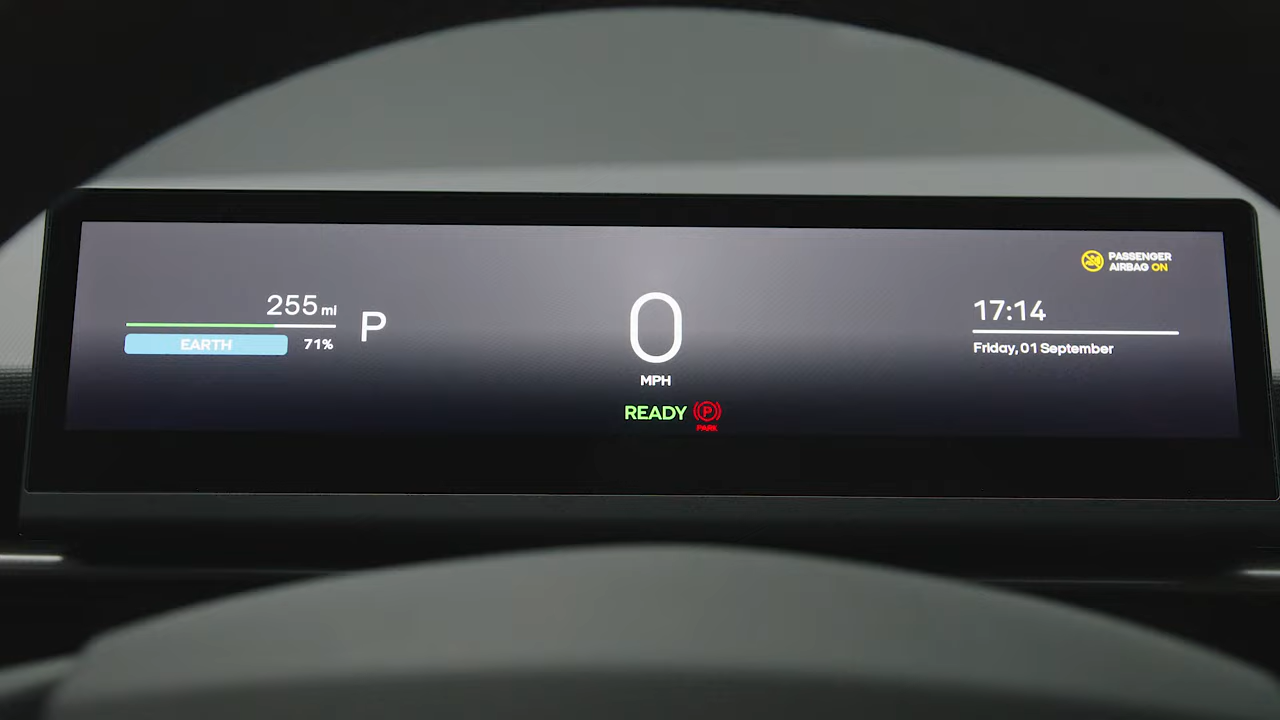 PASSENGER
AIRBAG ON
255 ml
P
EARTH
71%
0
MPH
READY
P
PARK
17:14
Friday, 01 September